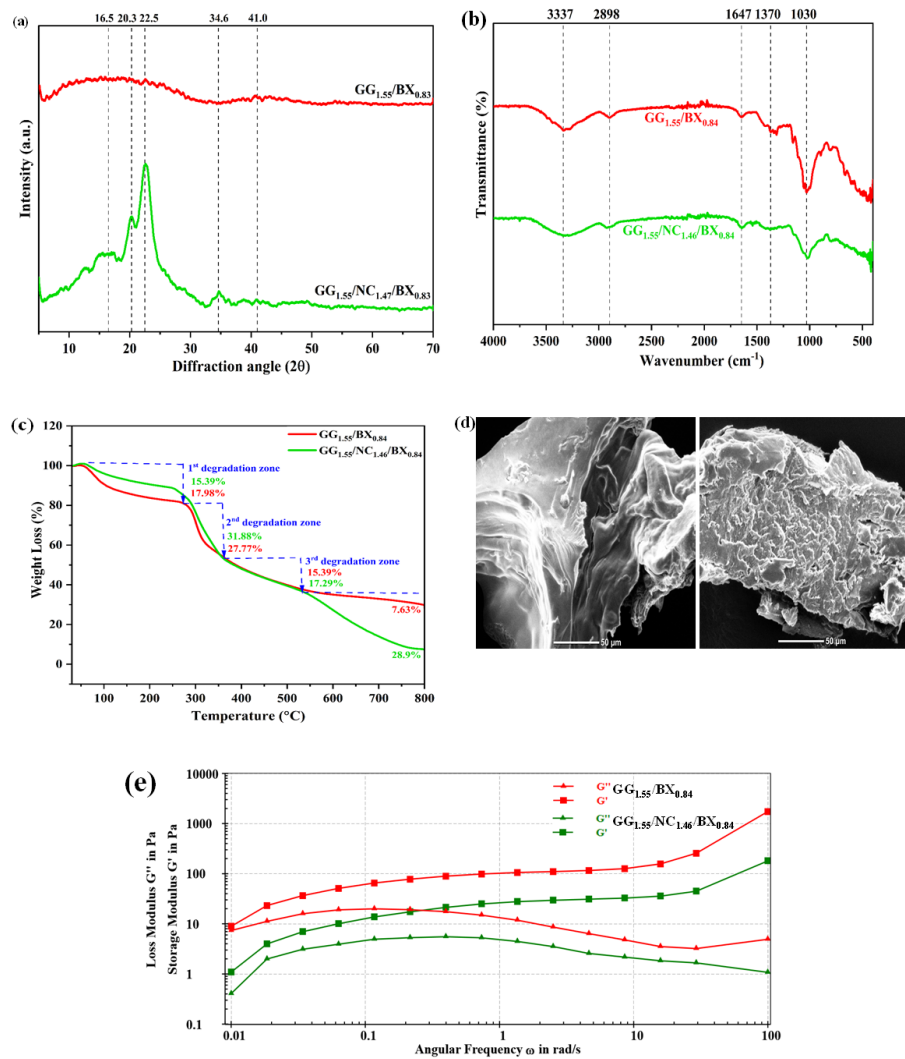 (a)
16.5 20.3 22.5 34.6 41.0
GG1.55/BX0.83
GG1.55/NC1.47/BX0.83
Intensity (a.u.)
10 20 30 40 50 60 70
Diffraction angle (2θ)
(b)
3337 2898 1647 1370 1030
GG1.55/BX0.84
GG1.55/NC1.46/BX0.84
Transmittance (%)
4000 3500 3000 2500 2000 1500 1000 500
Wavenumber (cm-1)
(c)
GG1.55/BX0.84
GG1.55/NC1.46/BX0.84
1st degradation zone
15.39%
17.98%
2nd degradation zone
31.88%
27.77%
3rd degradation zone
15.39%
17.29%
7.63%
28.9%
120
100
80
60
40
20
0
Weight Loss (%)
100 200 300 400 500 600 700 800
Temperature (°C)
(d)
50 µm
50 µm
(e)
G'' GG1.55/BX0.84
G'
G'' GG1.55/NC1.46/BX0.84
G'
10000
1000
100
10
1
0.1
Loss Modulus G'' in Pa
Storage Modulus G' in Pa
0.01 0.1 1 10 100
Angular Frequency ω in rad/s